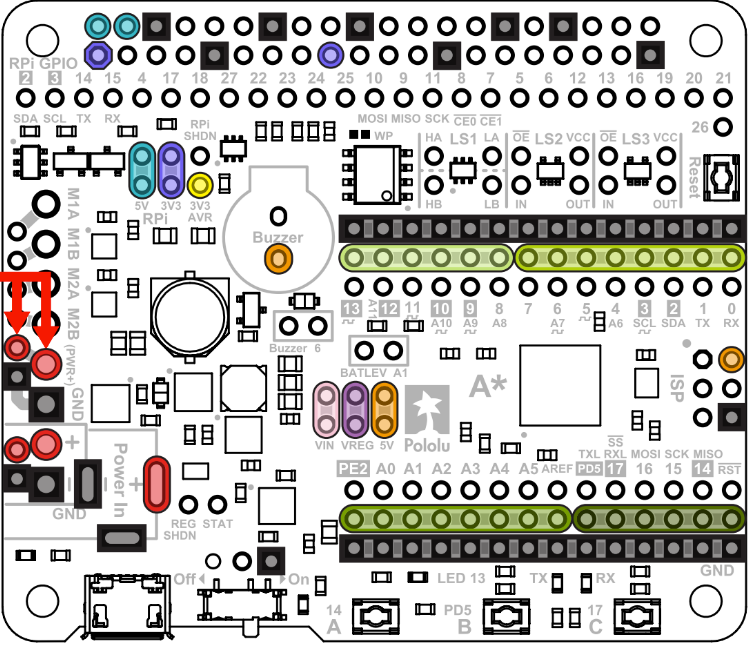 RPi GPIO
2 3 14 15 4 17 18 27 22 23 24 25 10 9 11 8 7 5 6 12 13 16 19 20 21
SDA SCL TX RX
MOSI MISO SCK CE0 CE1
26
RPi
SHDN
WP
HA LS1 LA
OE LS2 VCC
OE LS3 VCC
HB LB
IN OUT
IN OUT
Reset
5V 3V3 3V3
RPi AVR
M1A
M1B
M2A
M2B
(PWR+)
GND
Buzzer
13 A11 12 11 10 9 8 7 6 5 4 3 2 1 0
A10 A9 A8 A7 A6 SCL SDA TX RX
Buzzer 6
BATLEV A1
A*
ISP
VIN VREG 5V
Pololu
+
Power In
- +
GND
REG
SHDN
STAT
SS
TXL RXL MOSI SCK MISO
PE2 A0 A1 A2 A3 A4 A5 AREF PD5 17 16 15 14 RST
GND
Off On
LED 13 TX RX
14
A
PD5
B
17
C